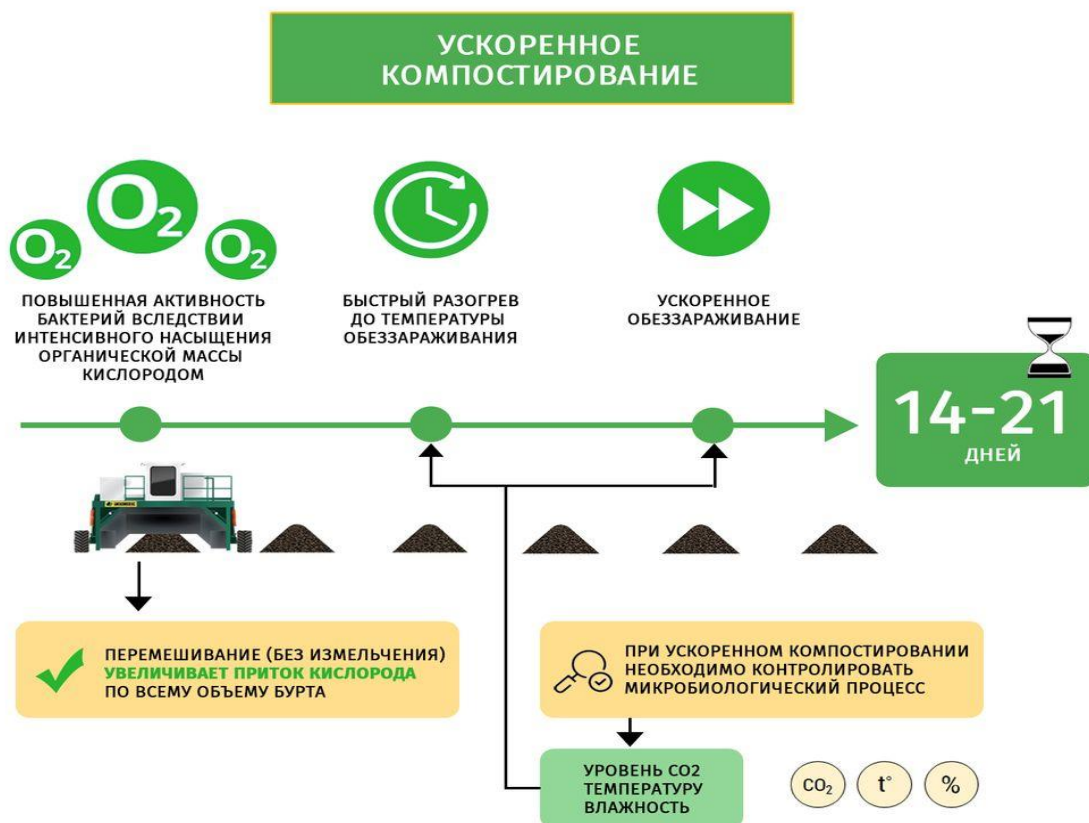 УСКОРЕННОЕ
КОМПОСТИРОВАНИЕ
O₂
O₂
O₂
ПОВЫШЕННАЯ АКТИВНОСТЬ
БАКТЕРИЙ ВСЛЕДСТВИИ
ИНТЕНСИВНОГО НАСЫЩЕНИЯ
ОРГАНИЧЕСКОЙ МАССЫ
КИСЛОРОДОМ
БЫСТРЫЙ РАЗОГРЕВ
ДО ТЕМПЕРАТУРЫ
ОБЕЗЗАРАЖИВАНИЯ
УСКОРЕННОЕ
ОБЕЗЗАРАЖИВАНИЕ
14-21
ДНЕЙ
ПЕРЕМЕШИВАНИЕ (БЕЗ ИЗМЕЛЬЧЕНИЯ)
УВЕЛИЧИВАЕТ ПРИТОК КИСЛОРОДА
ПО ВСЕМУ ОБЪЕМУ БУРТА
ПРИ УСКОРЕННОМ КОМПОСТИРОВАНИИ
НЕОБХОДИМО КОНТРОЛИРОВАТЬ
МИКРОБИОЛОГИЧЕСКИЙ ПРОЦЕСС
УРОВЕНЬ СО2
ТЕМПЕРАТУРУ
ВЛАЖНОСТЬ
CO₂
t°
%